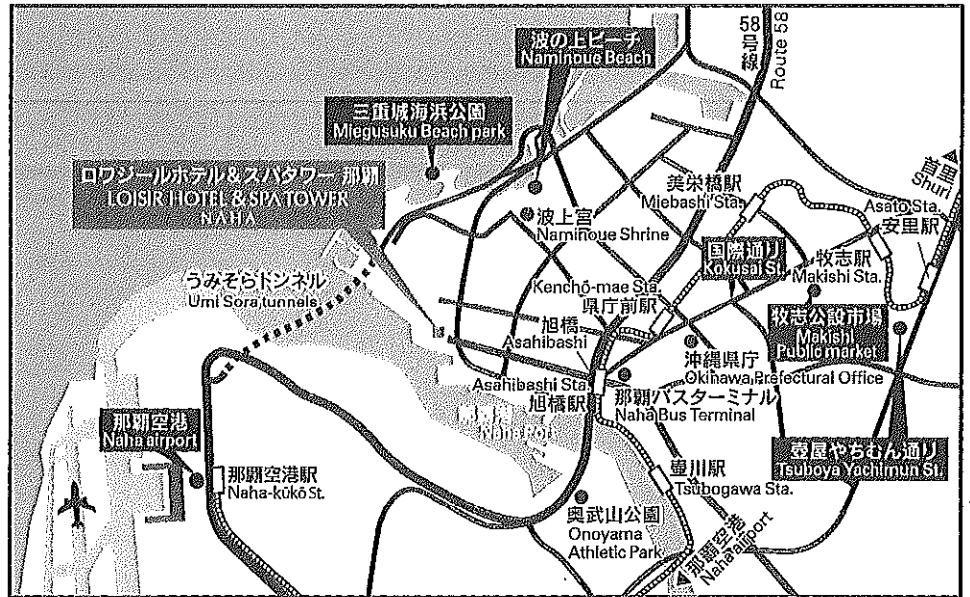 58号線
Route 58
波の上ビーチ
Naminoue Beach
三重城海浜公園
Miegusuku Beach park
ロワジールホテル&スパタワー 那覇
LOISIR HOTEL & SPA TOWER
NAHA
首里
Shuri
美栄橋駅
Miebashi Sta.
Asato Sta.
安里駅
波上宮
Naminoue Shrine
国際通り
Kokusai St.
牧志駅
Makishi Sta.
うみそらトンネル
Umi Sora tunnels
Kenchō-mae Sta.
県庁前駅
旭橋
Asahibashi
牧志公設市場
Makishi
Public market
沖縄県庁
Okinawa Prefectural Office
Asahibashi Sta.
旭橋駅
那覇バスターミナル
Naha Bus Terminal
那覇港
Naha Port
那覇空港
Naha airport
壺屋やちむん通り
Tsuboya Yachimun St.
那覇空港駅
Naha-kūkō St.
壷川駅
Tsubogawa Sta.
奥武山公園
Onoyama
Athletic Park
那覇空港
Naha airport